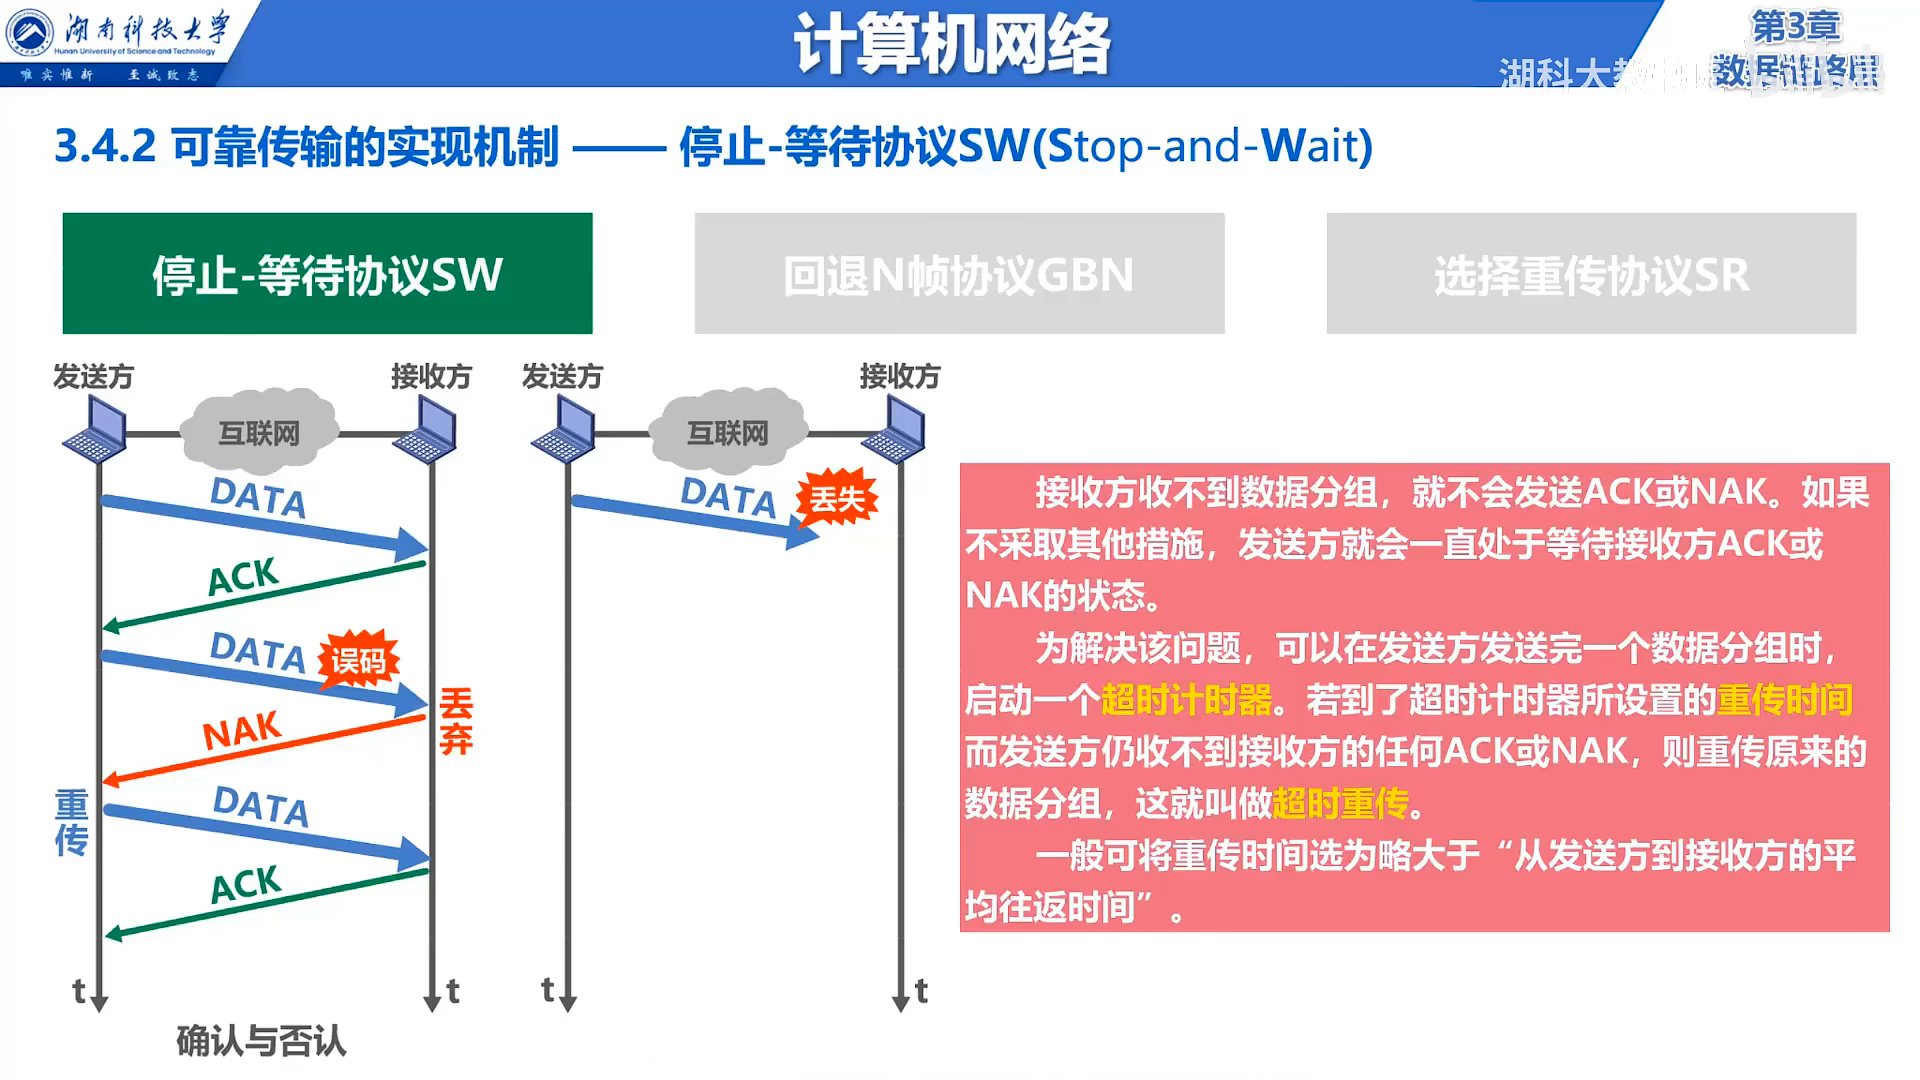 湖南科技大学
Hunan University of Science and Technology
唯实惟新 至诚致志
计算机网络
第3章
数据链路层
湖科大教书匠
3.4.2 可靠传输的实现机制 —— 停止-等待协议SW(Stop-and-Wait)
停止-等待协议SW
回退N帧协议GBN
选择重传协议SR
发送方
接收方
互联网
DATA
ACK
DATA
误码
丢弃
NAK
重传
DATA
ACK
t
t
确认与否认
发送方
接收方
互联网
DATA
丢失
t
t
接收方收不到数据分组，就不会发送ACK或NAK。如果
不采取其他措施，发送方就会一直处于等待接收方ACK或
NAK的状态。
为解决该问题，可以在发送方发送完一个数据分组时，
启动一个超时计时器。若到了超时计时器所设置的重传时间
而发送方仍收不到接收方的任何ACK或NAK，则重传原来的
数据分组，这就叫做超时重传。
一般可将重传时间选为略大于“从发送方到接收方的平
均往返时间”。